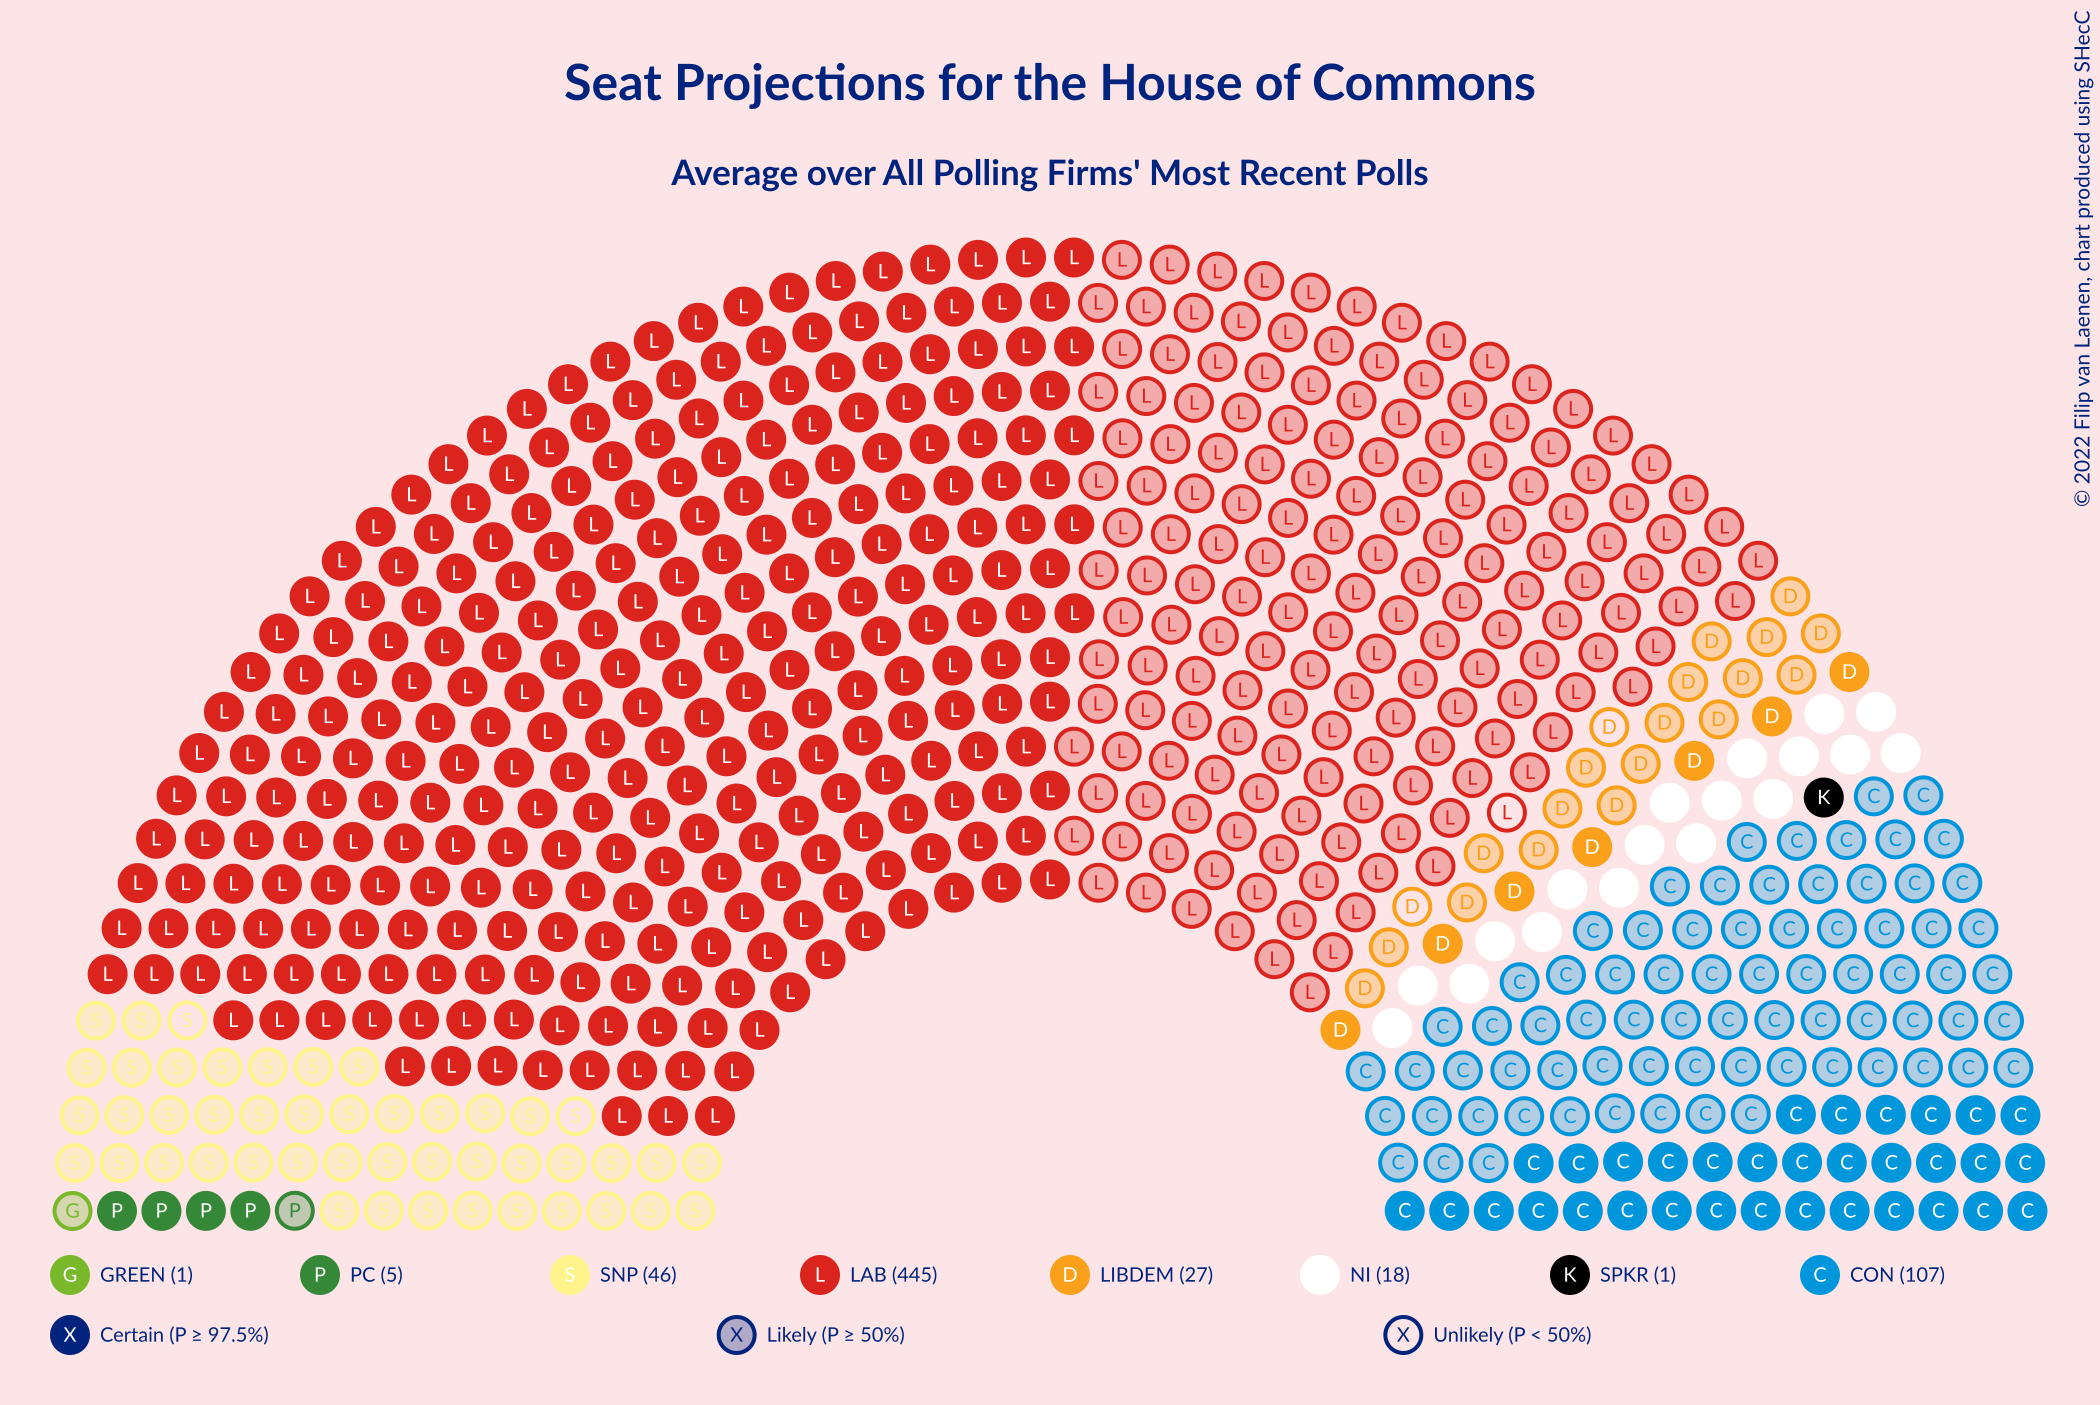 Seat Projections for the House of Commons
Average over All Polling Firms' Most Recent Polls
© 2022 Filip van Laenen, chart produced using SHecC
G GREEN (1)
P PC (5)
S SNP (46)
L LAB (445)
D LIBDEM (27)
NI (18)
K SPKR (1)
C CON (107)
X Certain (P ≥ 97.5%)
X Likely (P ≥ 50%)
X Unlikely (P < 50%)